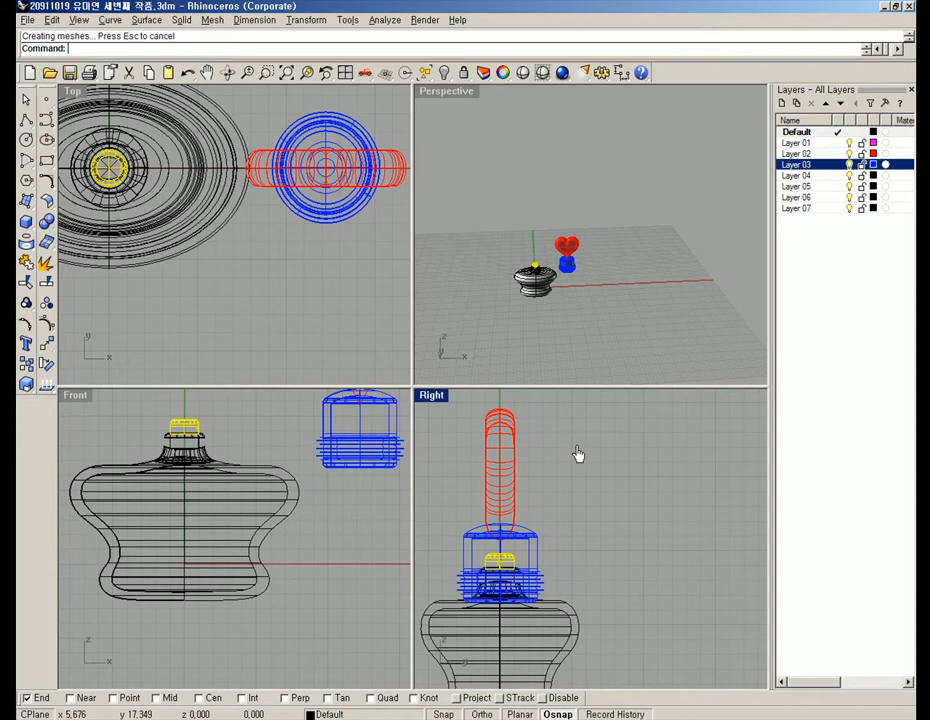 20911019 유미연 세번째 작품.3dm - Rhinoceros (Corporate)
File Edit View Curve Surface Solid Mesh Dimension Transform Tools Analyze Render Help
Creating meshes... Press Esc to cancel
Command:
Top
Perspective
Front
Right
y
x
z
y
x
z
x
z
y
Layers - All Layers
Name
Mater
Default
Layer 01
Layer 02
Layer 03
Layer 04
Layer 05
Layer 06
Layer 07
End Near Point Mid Cen Int Perp Tan Quad Knot Project STrack Disable
CPlane x 5,676 y 17,349 z 0,000 0,000 Default Snap Ortho Planar Osnap Record History